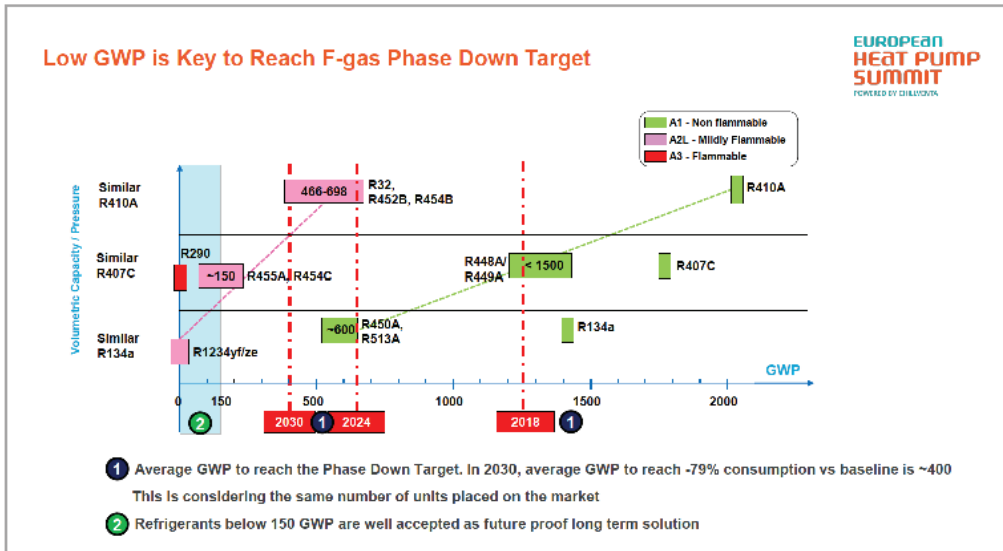 Low GWP is Key to Reach F-gas Phase Down Target
EUROPEAN
HEAT PUMP
SUMMIT
POWERED BY CHILLVENTA
A1 - Non flammable
A2L - Mildly Flammable
A3 - Flammable
Volumetric Capacity / Pressure
Similar
R410A
466-698
R32,
R452B, R454B
R410A
Similar
R407C
R290
~150
R455A, R454C
R448A/
R449A
< 1500
R407C
Similar
R134a
R1234yf/ze
~600
R450A,
R513A
R134a
GWP
0
150
500
1000
1500
2000
2
2030
1
2024
2018
1
1 Average GWP to reach the Phase Down Target. In 2030, average GWP to reach -79% consumption vs baseline is ~400
This is considering the same number of units placed on the market
2 Refrigerants below 150 GWP are well accepted as future proof long term solution